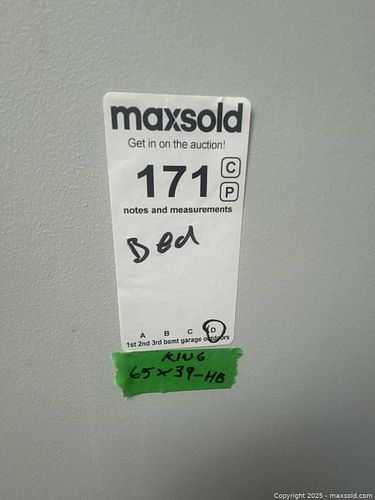 maxsold
Get in on the auction!
171
C
P
notes and measurements
Bed
A B C D
1st 2nd 3rd bsmt garage outdoors
KING
65x39-HB
Copyright 2025 - maxsold.com